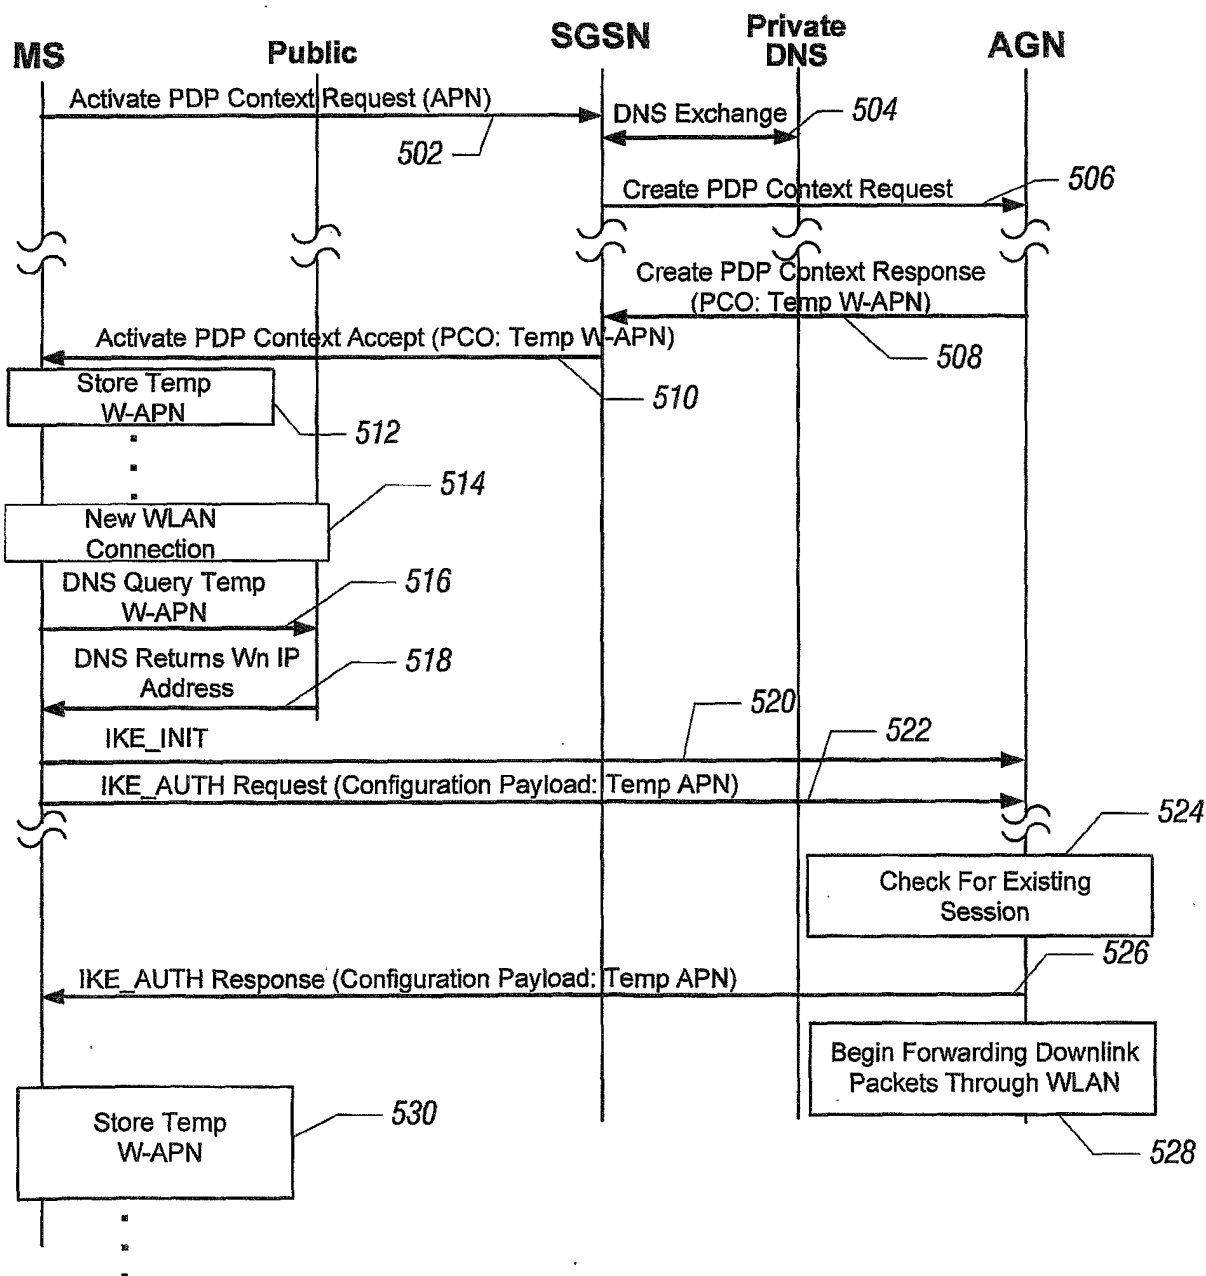 MS
Public
SGSN
Private
DNS
AGN
Activate PDP Context Request (APN)
502
DNS Exchange
504
Create PDP Context Request
506
Create PDP Context Response
(PCO: Temp W-APN)
508
Activate PDP Context Accept (PCO: Temp W-APN)
510
Store Temp
W-APN
512
514
New WLAN
Connection
DNS Query Temp
W-APN
516
DNS Returns Wn IP
Address
518
IKE_INIT
520
522
IKE_AUTH Request (Configuration Payload: Temp APN)
524
Check For Existing
Session
IKE_AUTH Response (Configuration Payload: Temp APN)
526
Begin Forwarding Downlink
Packets Through WLAN
528
Store Temp
W-APN
530